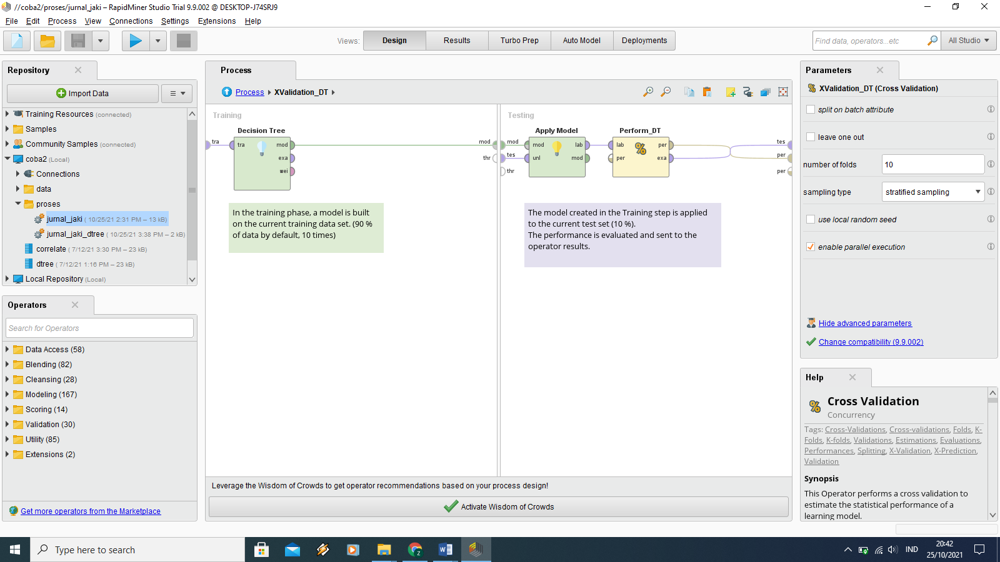 //coba2/proses/jurnal_jaki – RapidMiner Studio Trial 9.9.002 @ DESKTOP-J74SRJ9
File Edit Process View Connections Settings Extensions Help
Views: Design Results Turbo Prep Auto Model Deployments
Find data, operators...etc All Studio
Repository
Import Data
Training Resources (connected)
Samples
Community Samples (connected)
coba2 (Local)
Connections
data
proses
jurnal_jaki ( 10/25/21 2:31 PM – 13 kB)
jurnal_jaki_dtree ( 10/25/21 3:38 PM – 2 kB)
correlate ( 7/12/21 3:30 PM – 23 kB)
dtree ( 7/12/21 1:16 PM – 23 kB)
Local Repository (Local)
Operators
Search for Operators
Data Access (58)
Blending (82)
Cleansing (28)
Modeling (167)
Scoring (14)
Validation (30)
Utility (85)
Extensions (2)
Get more operators from the Marketplace
Process
Process XValidation_DT
Training
Decision Tree
tra tra mod mod
exa thr
wei
In the training phase, a model is built
on the current training data set. (90 %
of data by default, 10 times)
Testing
Apply Model Perform_DT
mod mod lab lab per tes
tes unl mod per exa per
thr per
The model created in the Training step is applied
to the current test set (10 %).
The performance is evaluated and sent to the
operator results.
Leverage the Wisdom of Crowds to get operator recommendations based on your process design!
Activate Wisdom of Crowds
Parameters
XValidation_DT (Cross Validation)
split on batch attribute
leave one out
number of folds 10
sampling type stratified sampling
use local random seed
enable parallel execution
Hide advanced parameters
Change compatibility (9.9.002)
Help
Cross Validation
Concurrency
Tags: Cross-Validations, Cross-validations, Folds, K-
Folds, K-folds, Validations, Estimations, Evaluations,
Performances, Splitting, X-Validation, X-Prediction,
Validation
Synopsis
This Operator performs a cross validation to
estimate the statistical performance of a
learning model.
Type here to search
IND
20:42
25/10/2021